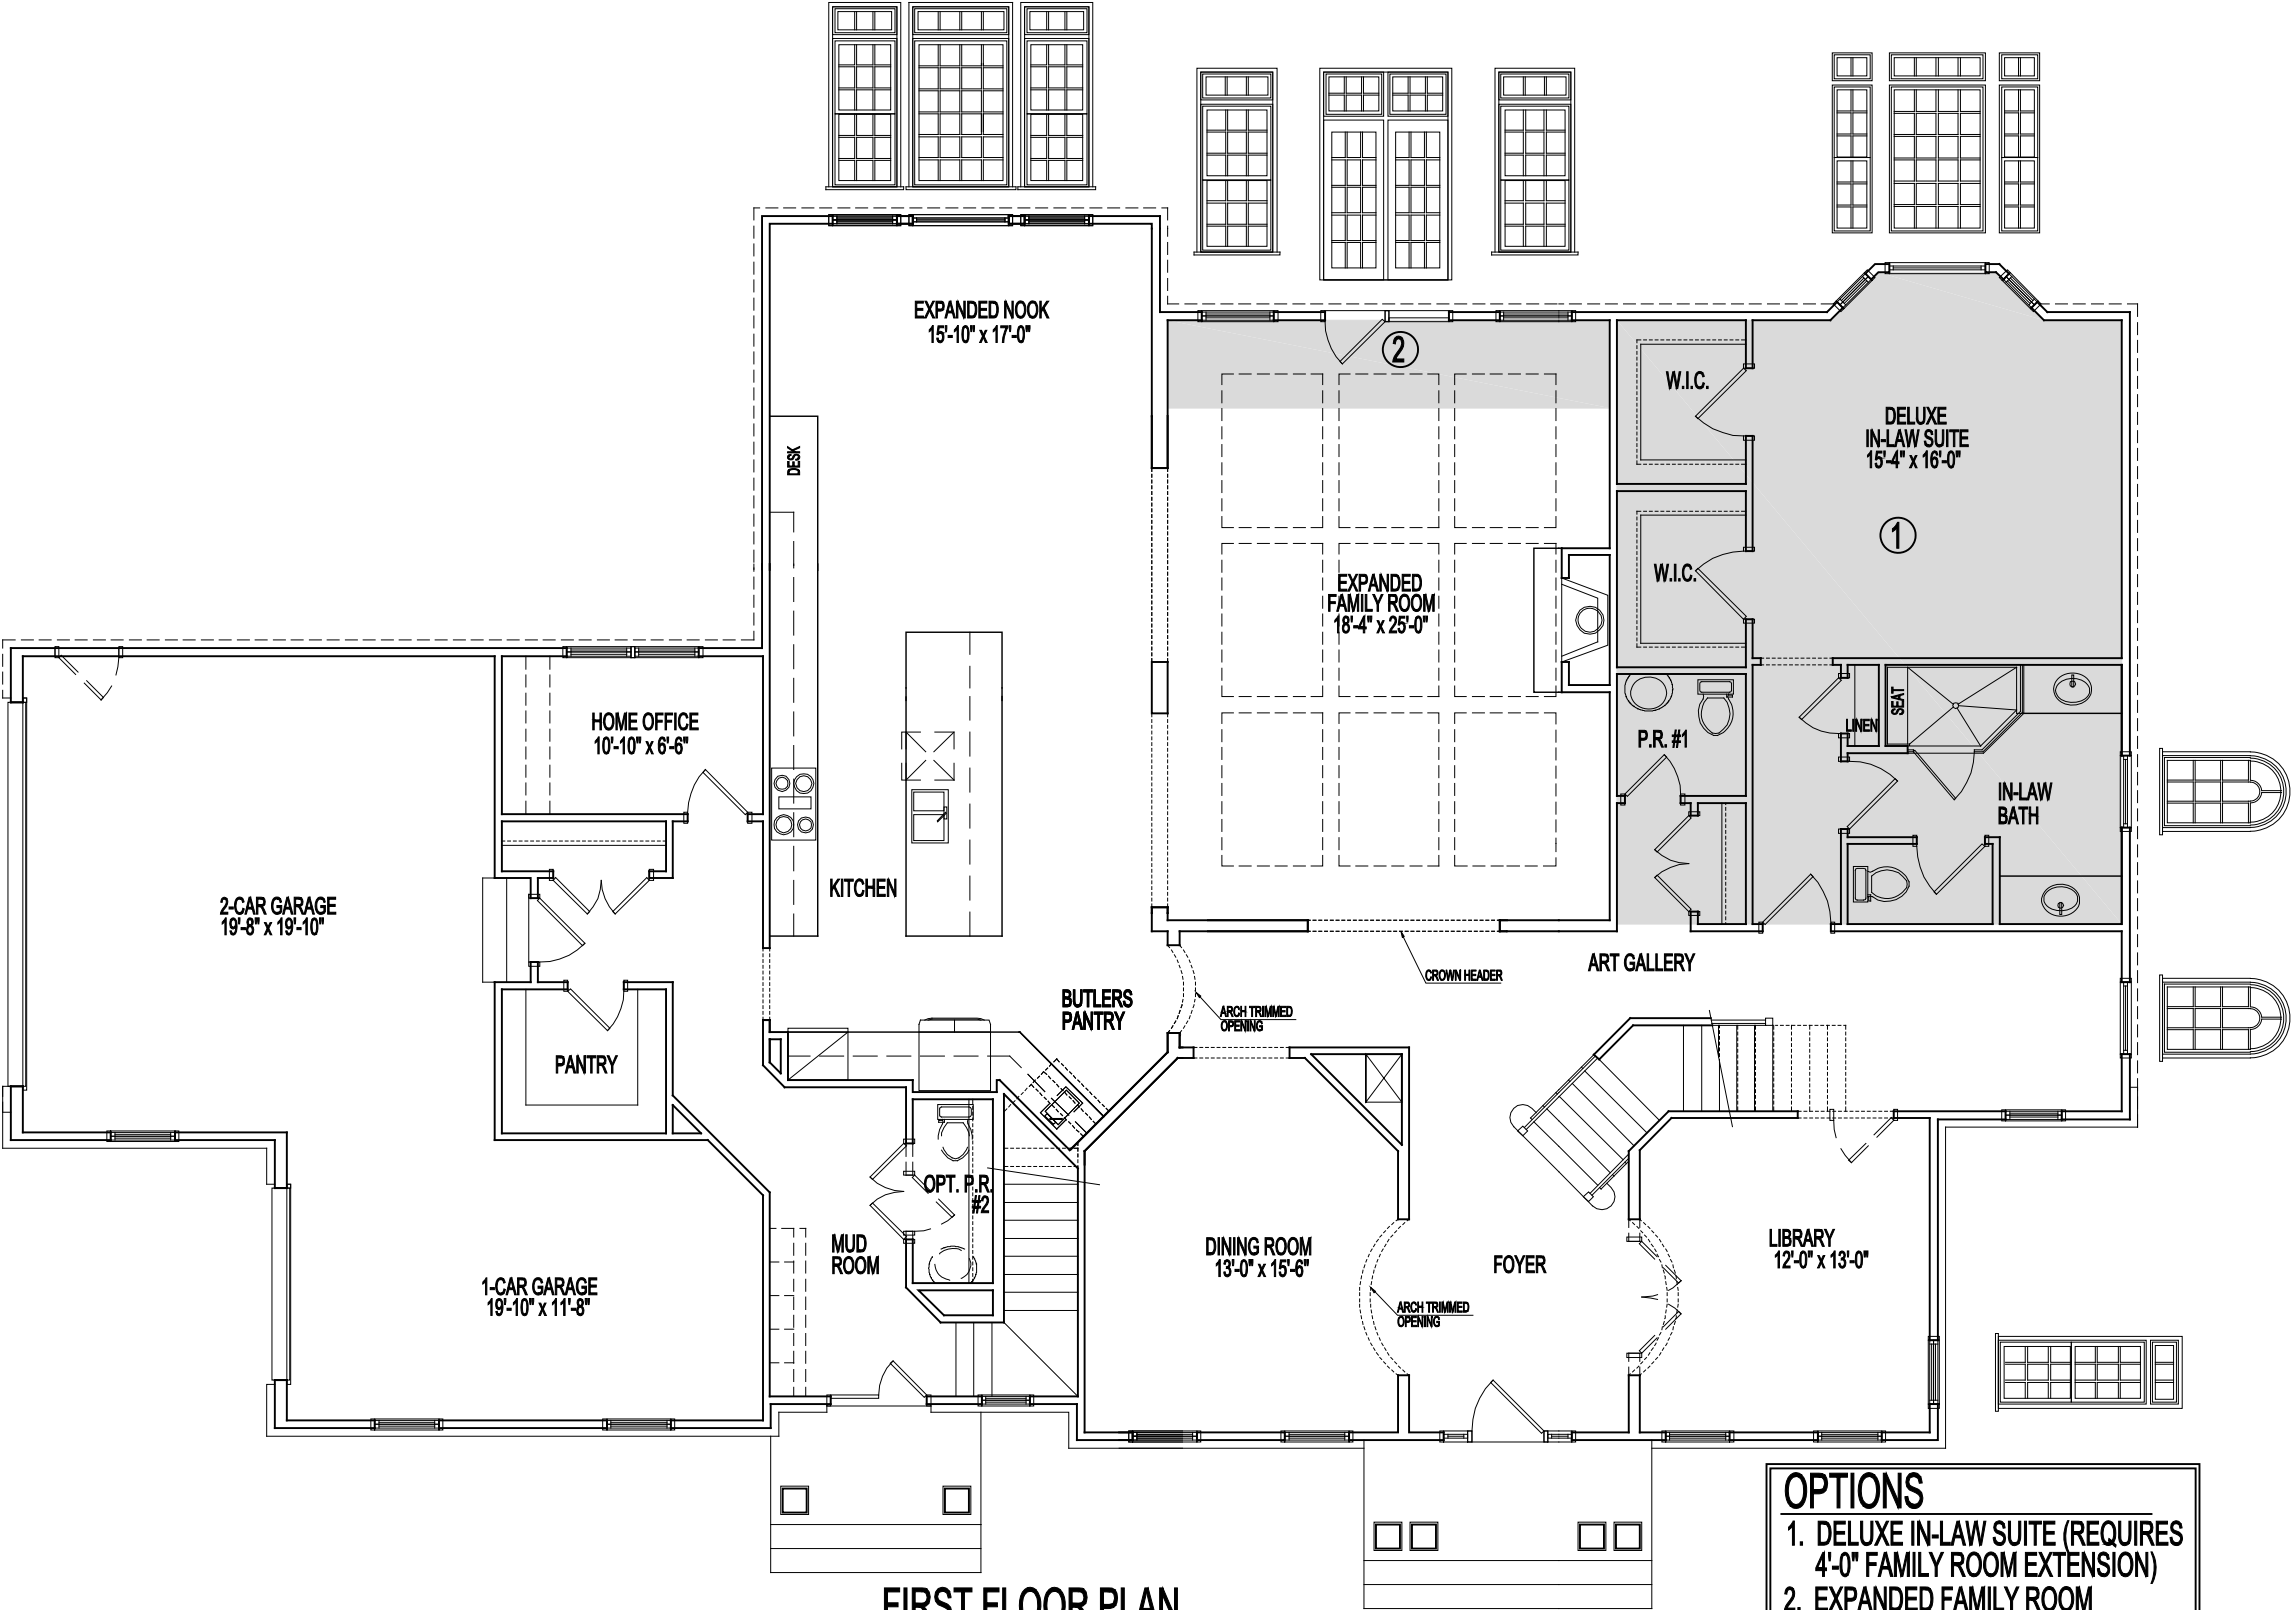 EXPANDED NOOK
15'-10" x 17'-0"
2
W.I.C.
DELUXE
IN-LAW SUITE
15'-4" x 16'-0"
DESK
1
W.I.C.
EXPANDED
FAMILY ROOM
18'-4" x 25'-0"
HOME OFFICE
10'-10" x 6'-6"
P.R. #1
LINEN
SEAT
IN-LAW
BATH
KITCHEN
2-CAR GARAGE
19'-8" x 19'-10"
ART GALLERY
CROWN HEADER
BUTLERS
PANTRY
ARCH TRIMMED
OPENING
PANTRY
OPT. P.R.
#2
MUD
ROOM
DINING ROOM
13'-0" x 15'-6"
FOYER
LIBRARY
12'-0" x 13'-0"
1-CAR GARAGE
19'-10" x 11'-8"
ARCH TRIMMED
OPENING
OPTIONS
1. DELUXE IN-LAW SUITE (REQUIRES
4'-0" FAMILY ROOM EXTENSION)
2. EXPANDED FAMILY ROOM
FIRST FLOOR PLAN